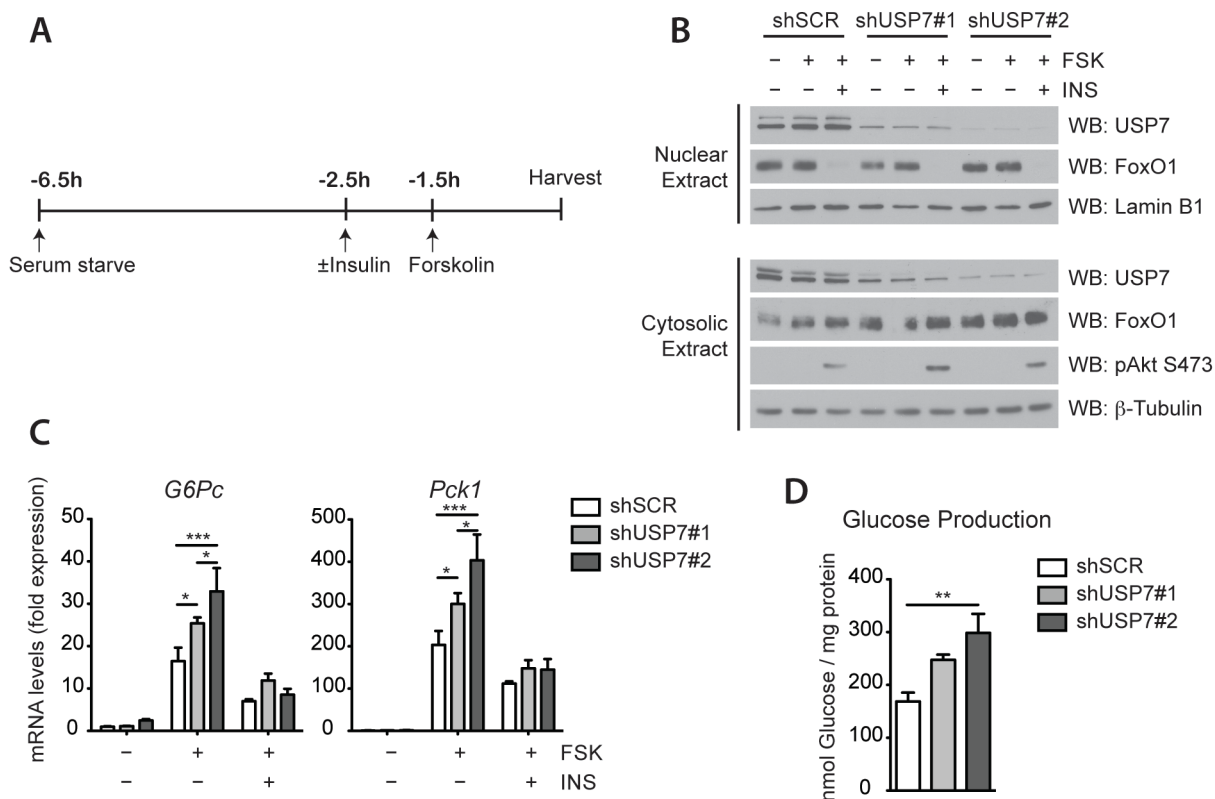 A
-6.5h -2.5h -1.5h Harvest
Serum starve ±Insulin Forskolin
B
shSCR shUSP7#1 shUSP7#2
– + + – + + – + + FSK
– – + – – + – – + INS
Nuclear
Extract
WB: USP7
WB: FoxO1
WB: Lamin B1
Cytosolic
Extract
WB: USP7
WB: FoxO1
WB: pAkt S473
WB: β-Tubulin
C
mRNA levels (fold expression)
G6Pc
50
40
30
20
10
0
***
*
*
Pck1
500
400
300
200
100
0
***
*
*
shSCR
shUSP7#1
shUSP7#2
– + + – + + FSK
– – + – – + INS
D
Glucose Production
nmol Glucose / mg protein
400
300
200
100
0
**
shSCR
shUSP7#1
shUSP7#2